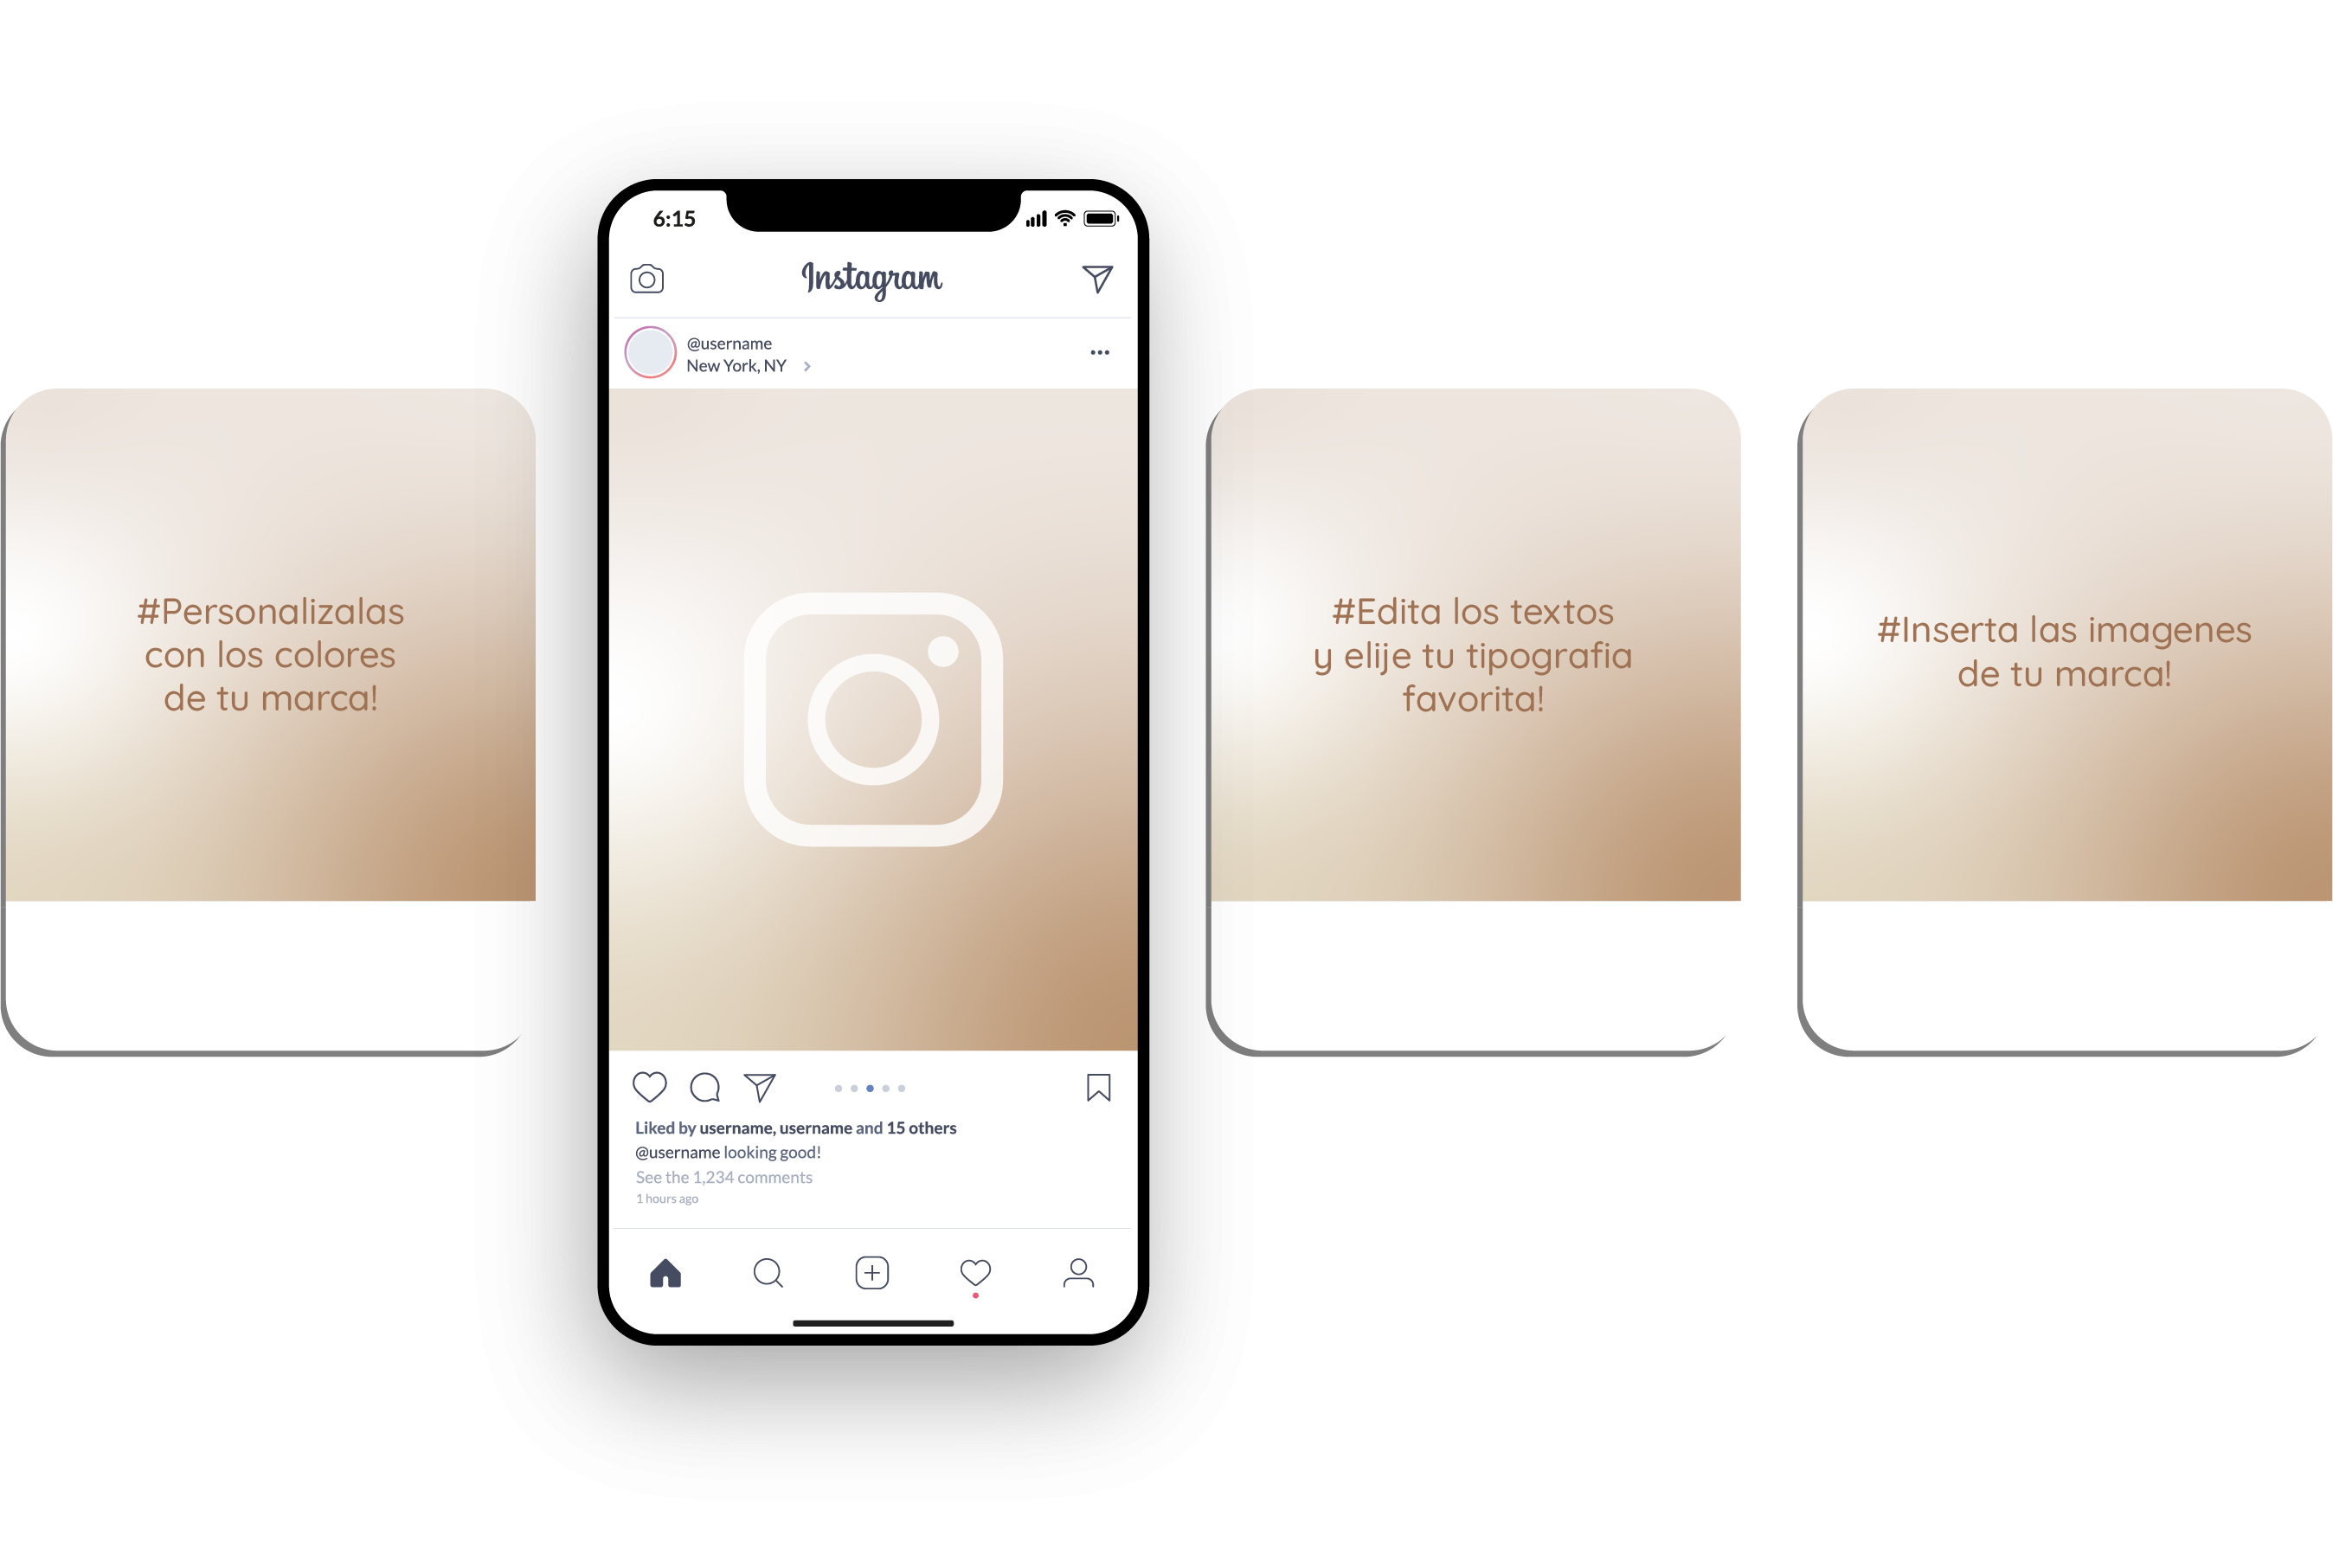 #Personalizalas
con los colores
de tu marca!
6:15
Instagram
@username
New York, NY
Liked by username, username and 15 others
@username looking good!
See the 1,234 comments
1 hours ago
#Edita los textos
y elije tu tipografia
favorita!
#Inserta las imagenes
de tu marca!